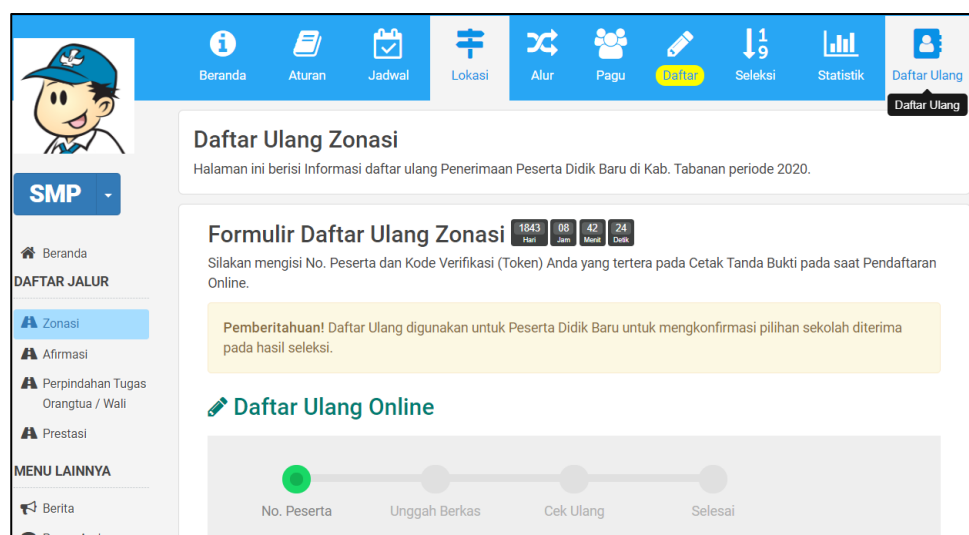 Beranda
Aturan
Jadwal
Lokasi
Alur
Pagu
Daftar
1
9
Seleksi
Statistik
Daftar Ulang
Daftar Ulang
SMP
Beranda
DAFTAR JALUR
Zonasi
Afirmasi
Perpindahan Tugas
Orangtua / Wali
Prestasi
MENU LAINNYA
Berita
Daftar Ulang Zonasi
Halaman ini berisi Informasi daftar ulang Penerimaan Peserta Didik Baru di Kab. Tabanan periode 2020.
Formulir Daftar Ulang Zonasi 1843 Hari 08 Jam 42 Menit 24 Detik
Silakan mengisi No. Peserta dan Kode Verifikasi (Token) Anda yang tertera pada Cetak Tanda Bukti pada saat Pendaftaran
Online.
Pemberitahuan! Daftar Ulang digunakan untuk Peserta Didik Baru untuk mengkonfirmasi pilihan sekolah diterima
pada hasil seleksi.
Daftar Ulang Online
No. Peserta
Unggah Berkas
Cek Ulang
Selesai